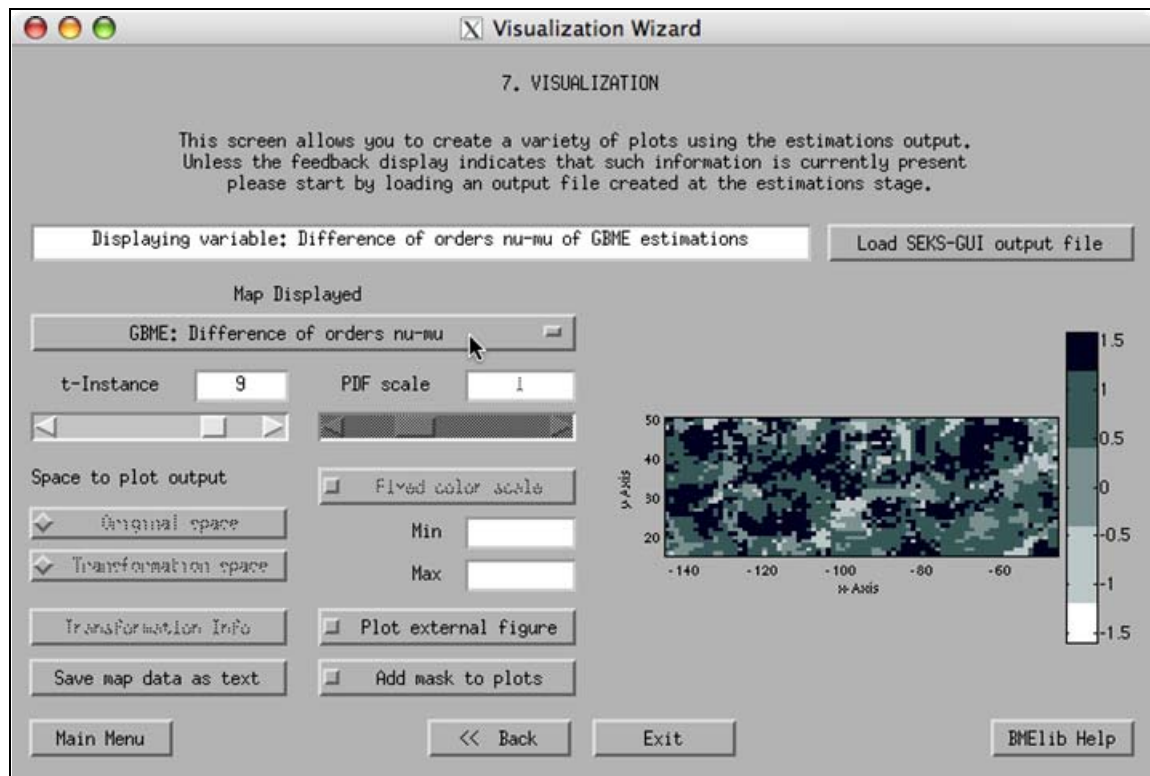 X Visualization Wizard
7. VISUALIZATION
This screen allows you to create a variety of plots using the estimations output.
Unless the feedback display indicates that such information is currently present
please start by loading an output file created at the estimations stage.
Displaying variable: Difference of orders nu-mu of GBME estimations
Load SEKS-GUI output file
Map Displayed
GBME: Difference of orders nu-mu
t-Instance
9
PDF scale
1
Space to plot output
Original space
Transformation space
Fixed color scale
Min
Max
Transformation Info
Plot external figure
Save map data as text
Add mask to plots
50
40
30
20
y-Axis
-140
-120
-100
-80
-60
x-Axis
1.5
1
0.5
0
-0.5
-1
-1.5
Main Menu
<< Back
Exit
BMElib Help